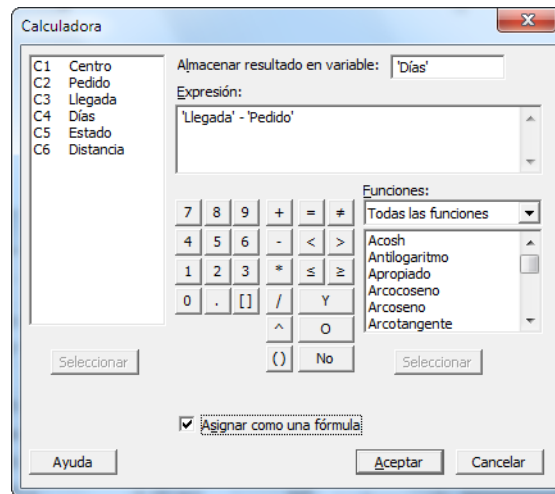 Calculadora
C1 Centro
C2 Pedido
C3 Llegada
C4 Días
C5 Estado
C6 Distancia
Almacenar resultado en variable: 'Días'
Expresión:
'Llegada' - 'Pedido'
Funciones:
Todas las funciones
7 8 9 + = ≠
4 5 6 - < >
1 2 3 * ≤ ≥
0 . [] / Y
^ O
() No
Acosh
Antilogaritmo
Apropiado
Arcocoseno
Arcoseno
Arcotangente
Seleccionar
Seleccionar
Asignar como una fórmula
Ayuda
Aceptar
Cancelar